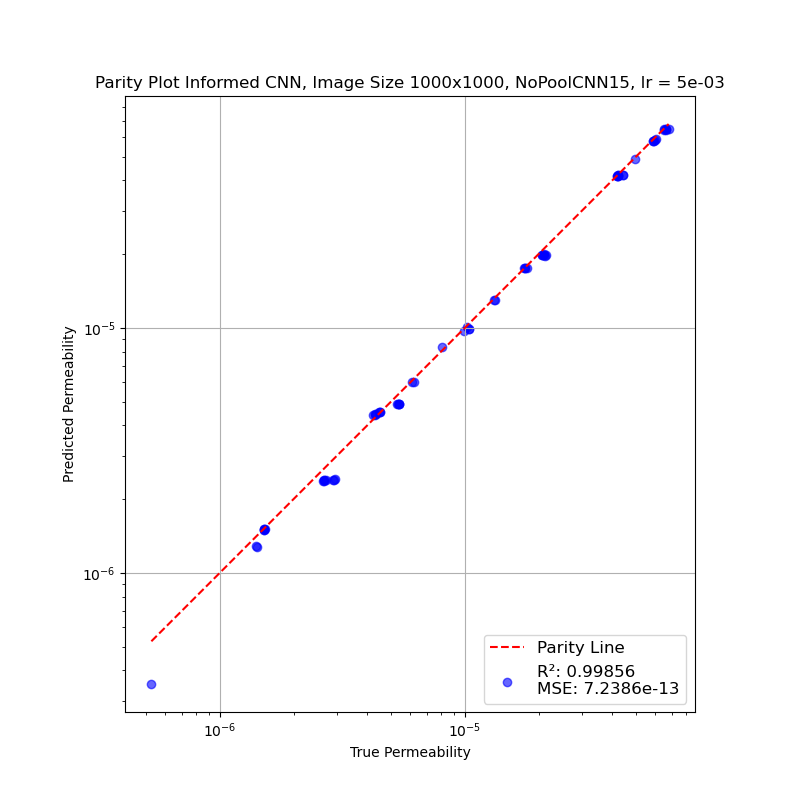 Parity Plot Informed CNN, Image Size 1000x1000, NoPoolCNN15, lr = 5e-03
Predicted Permeability
10⁻⁵
10⁻⁶
Parity Line
R²: 0.99856
MSE: 7.2386e-13
10⁻⁶
10⁻⁵
True Permeability